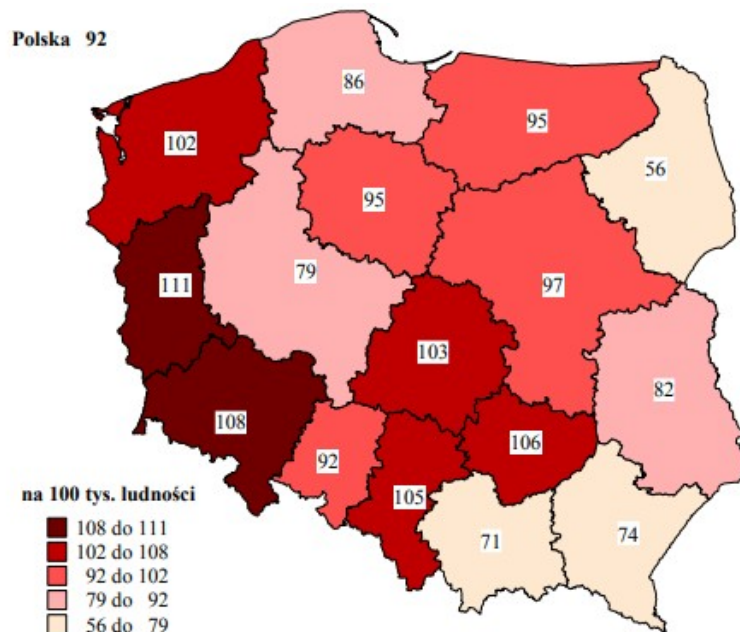 Polska 92
86
95
102
56
95
79
111
97
103
82
108
106
92
105
74
71
na 100 tys. ludności
108 do 111
102 do 108
92 do 102
79 do 92
56 do 79